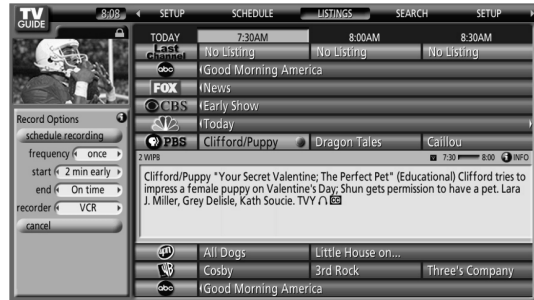 TV GUIDE
8:08
SETUP SCHEDULE LISTINGS SEARCH SETUP
TODAY 7:30AM 8:00AM 8:30AM
Last Channel No Listing No Listing No Listing
abc Good Morning America
FOX News
CBS Early Show
Today
PBS Clifford/Puppy Dragon Tales Caillou
2 WIPB 7:30 8:00 INFO
Clifford/Puppy "Your Secret Valentine; The Perfect Pet" (Educational) Clifford tries to
impress a female puppy on Valentine's Day; Shun gets permission to have a pet. Lara
J. Miller, Grey Delisle, Kath Soucie. TVY CC
Record Options
schedule recording
frequency once
start 2 min early
end On time
recorder VCR
cancel
All Dogs Little House on...
WB Cosby 3rd Rock Three's Company
abc Good Morning America